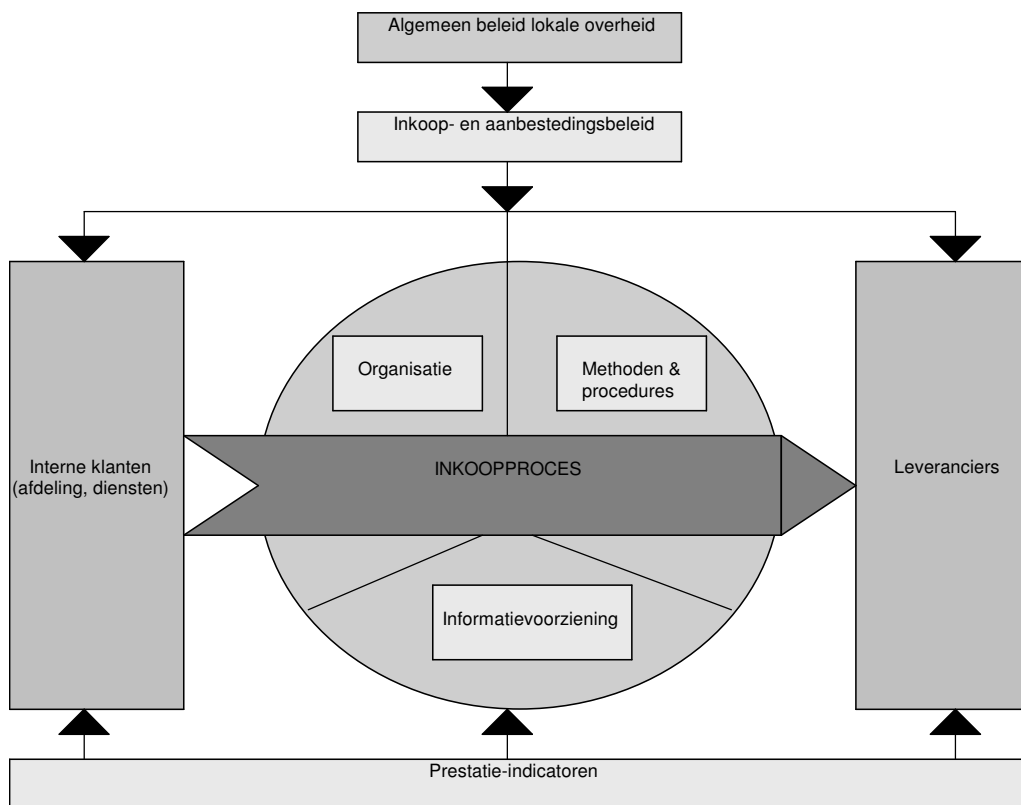 Algemeen beleid lokale overheid
Inkoop- en aanbestedingsbeleid
Organisatie
Methoden &
procedures
Interne klanten
(afdeling, diensten)
INKOOPPROCES
Leveranciers
Informatievoorziening
Prestatie-indicatoren